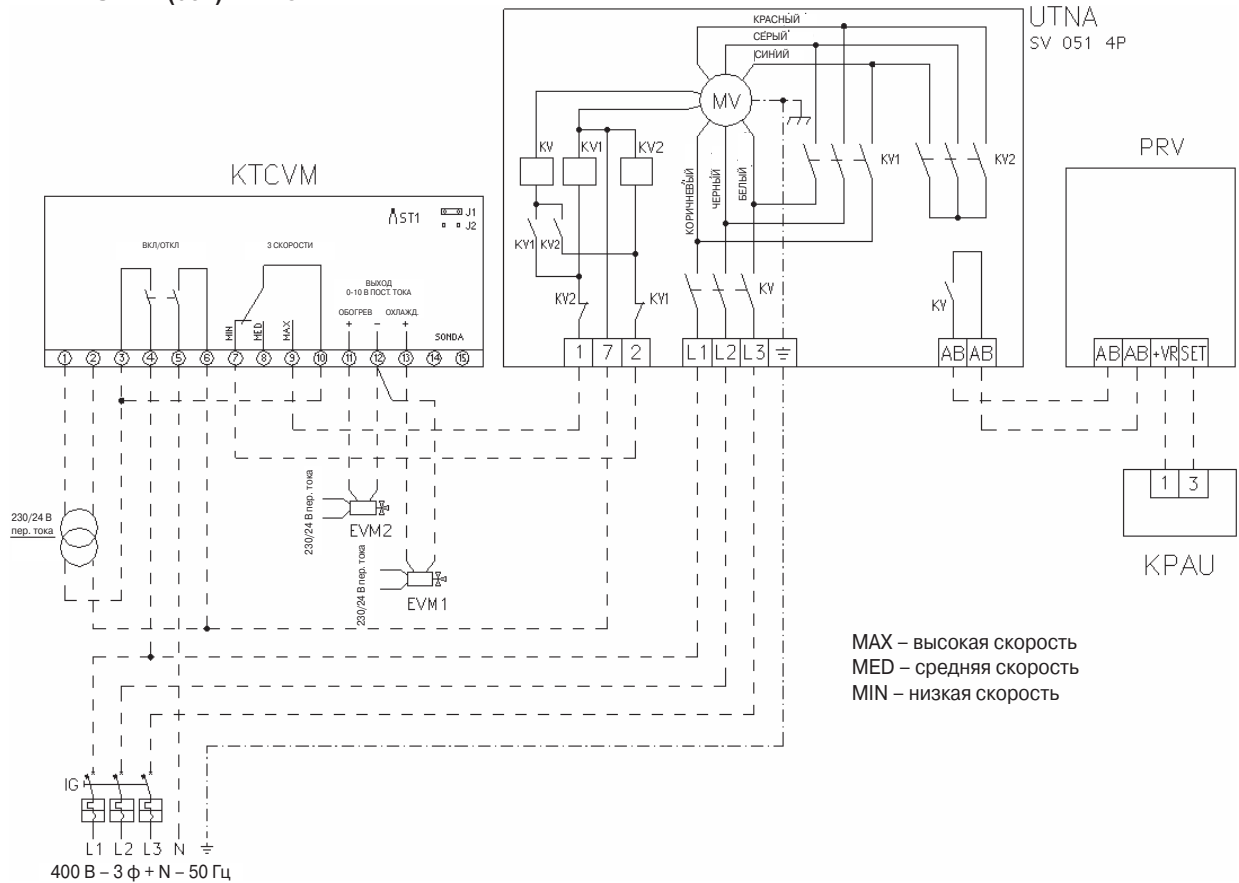 UTNA
SV 051 4P
КРАСНЫЙ
СЕРЫЙ
СИНИЙ
MV
KV
KV1
KV2
KV1
KV2
KV1
KV2
КОРИЧНЕВЫЙ
ЧЕРНЫЙ
БЕЛЫЙ
KV2
KV1
KV
KV
1
7
2
L1
L2
L3
AB
AB
PRV
AB
AB
+VR
SET
1
3
KPAU
KTCVM
ST1
J1
J2
ВКЛ/ОТКЛ
3 СКОРОСТИ
ВЫХОД
0-10 В ПОСТ. ТОКА
ОБОГРЕВ
ОХЛАЖД.
+ – +
MIN
MED
MAX
SONDA
1 2 3 4 5 6 7 8 9 10 11 12 13 14 15
230/24 В
пер. тока
230/24 В пер. тока
EVM2
230/24 В пер. тока
EVM1
MAX – высокая скорость
MED – средняя скорость
MIN – низкая скорость
IG
L1 L2 L3 N
400 В – 3 ф + N – 50 Гц